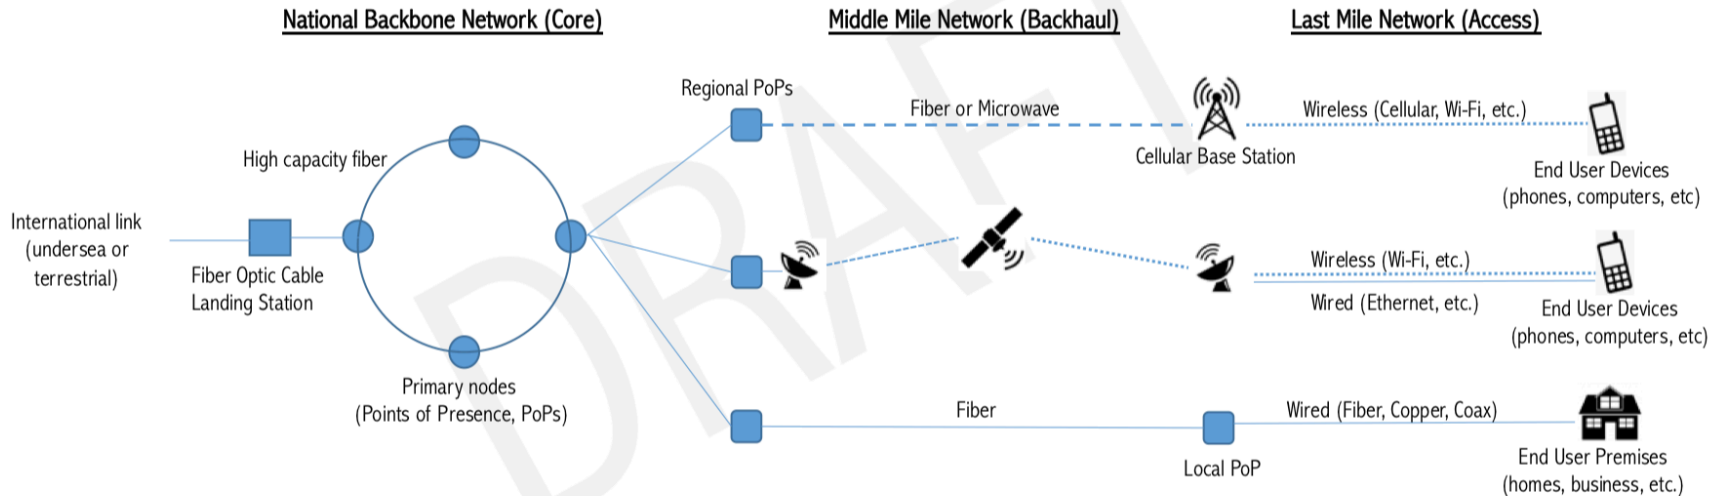 National Backbone Network (Core)
Middle Mile Network (Backhaul)
Last Mile Network (Access)
Regional PoPs
Fiber or Microwave
Wireless (Cellular, Wi-Fi, etc.)
Cellular Base Station
High capacity fiber
End User Devices
(phones, computers, etc)
International link
(undersea or
terrestrial)
Fiber Optic Cable
Landing Station
Wireless (Wi-Fi, etc.)
Wired (Ethernet, etc.)
End User Devices
(phones, computers, etc)
Primary nodes
(Points of Presence, PoPs)
Fiber
Wired (Fiber, Copper, Coax)
Local PoP
End User Premises
(homes, business, etc.)
DRAFT